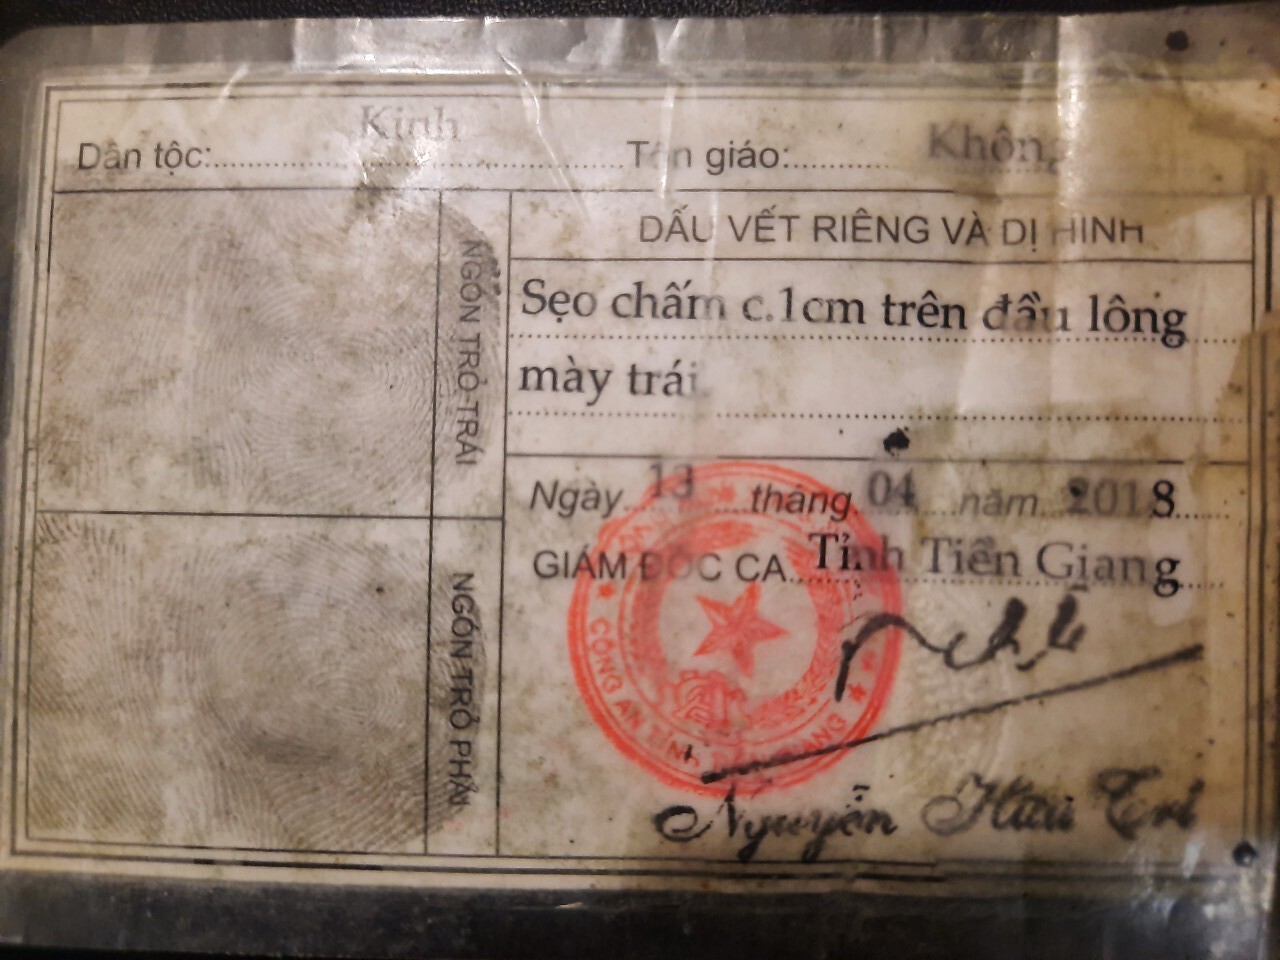 Dân tộc: Kinh Tôn giáo: Không
DẤU VẾT RIÊNG VÀ DỊ HÌNH
Sẹo chấm c.1cm trên đầu lông
mày trái.
NGÓN TRỎ TRÁI
NGÓN TRỎ PHẢI
Ngày 13 tháng 04 năm 2018
GIÁM ĐỐC CA Tỉnh Tiền Giang
CÔNG AN TỈNH TIỀN GIANG
Nguyễn Hữu Trí